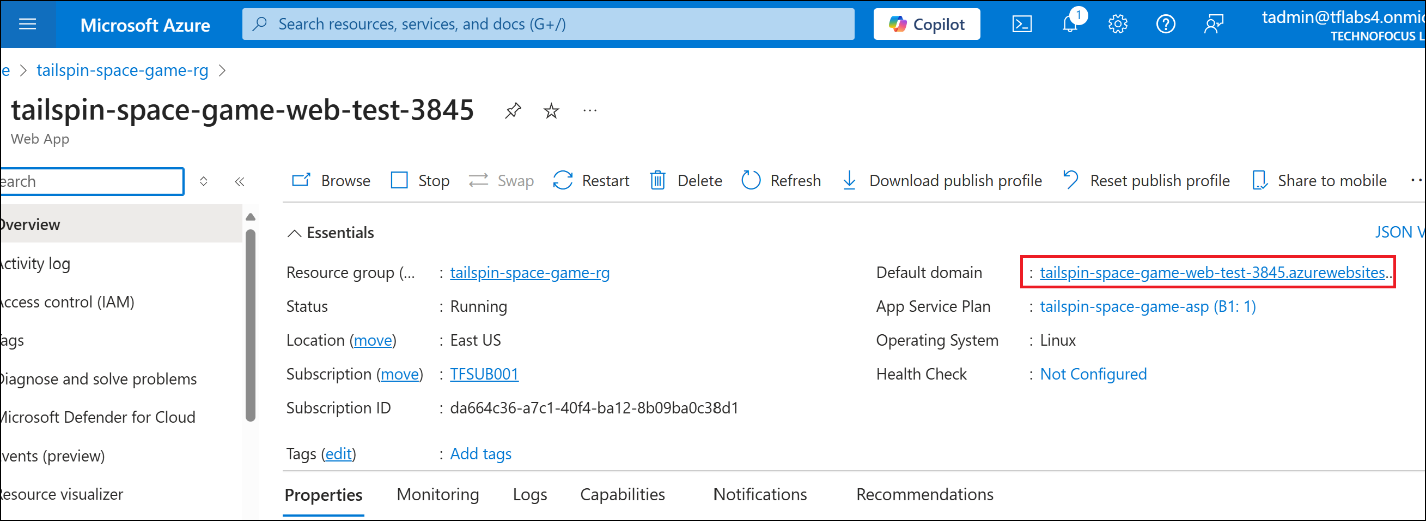 Microsoft Azure
Search resources, services, and docs (G+/)
Copilot
1
tadmin@tflabs4.onmic
TECHNOFOCUS L
e > tailspin-space-game-rg >
tailspin-space-game-web-test-3845
Web App
earch
Browse
Stop
Swap
Restart
Delete
Refresh
Download publish profile
Reset publish profile
Share to mobile
Overview
Activity log
Access control (IAM)
ags
Diagnose and solve problems
Microsoft Defender for Cloud
vents (preview)
Resource visualizer
Essentials
JSON V
Resource group (... : tailspin-space-game-rg
Status : Running
Location (move) : East US
Subscription (move) : TFSUB001
Subscription ID : da664c36-a7c1-40f4-ba12-8b09ba0c38d1
Tags (edit) : Add tags
Default domain : tailspin-space-game-web-test-3845.azurewebsites..
App Service Plan : tailspin-space-game-asp (B1: 1)
Operating System : Linux
Health Check : Not Configured
Properties
Monitoring
Logs
Capabilities
Notifications
Recommendations